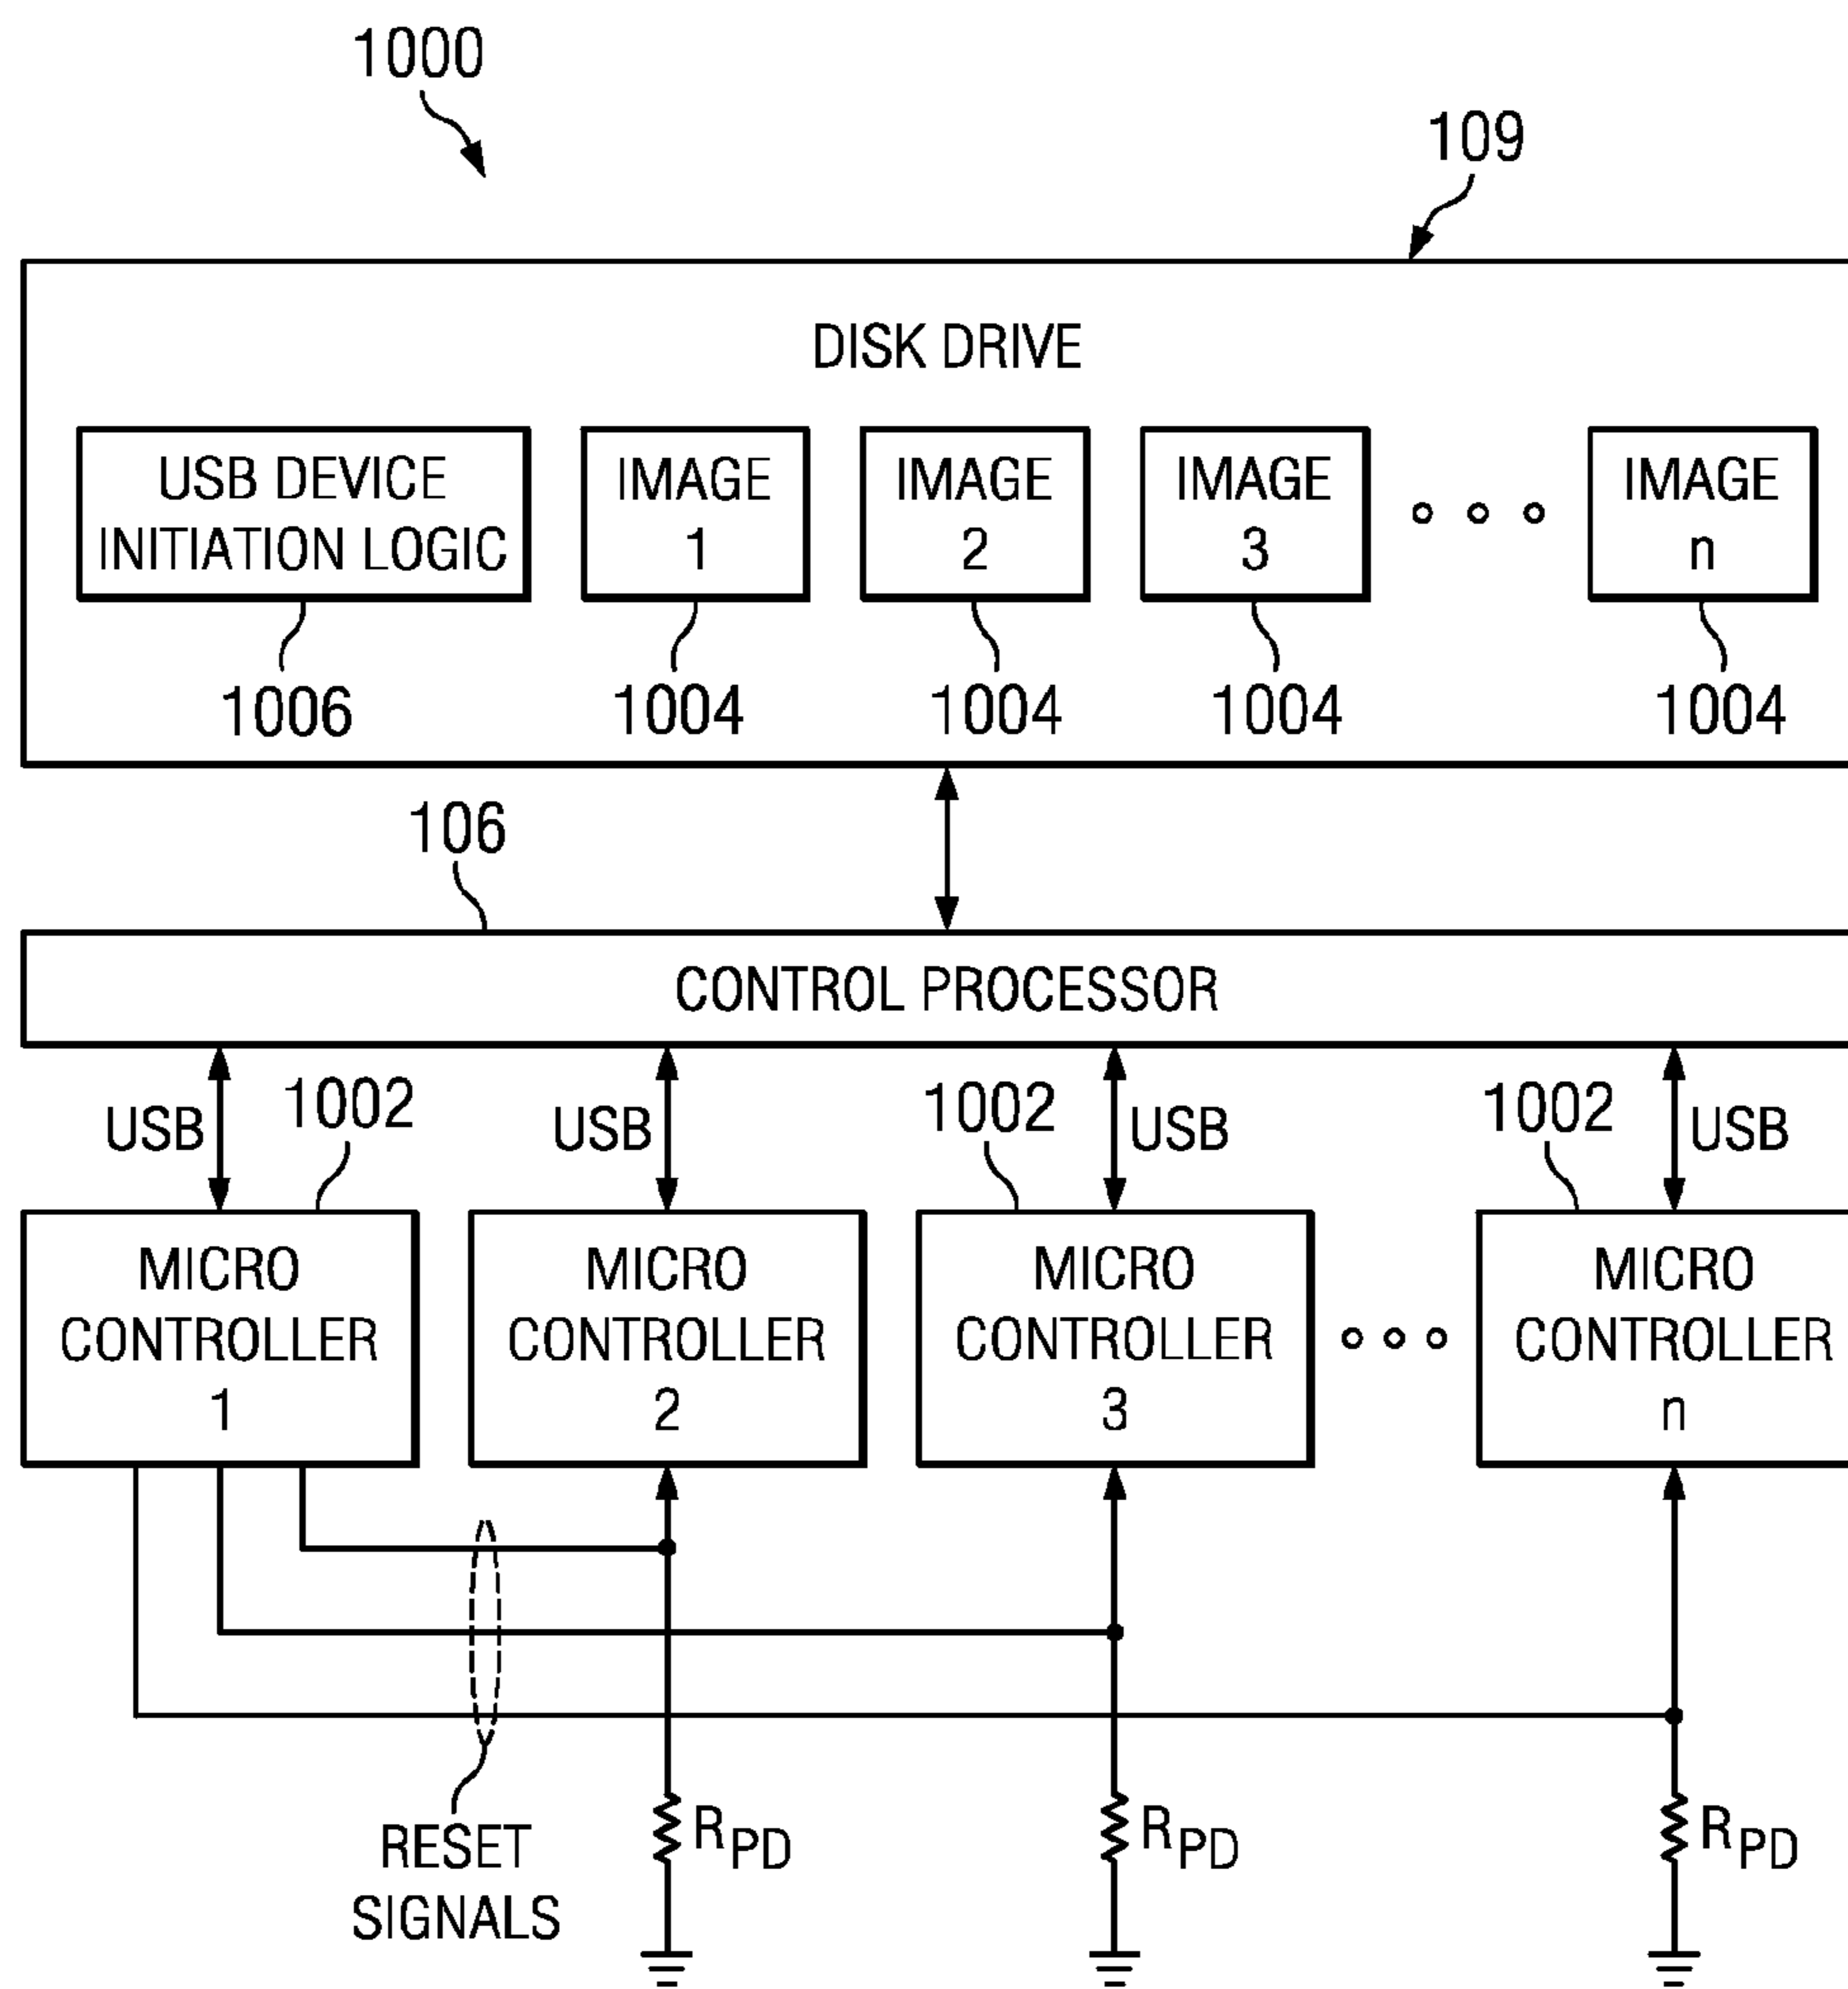 1000
109
DISK DRIVE
USB DEVICE
INITIATION LOGIC
IMAGE
1
IMAGE
2
IMAGE
3
IMAGE
n
1006
1004
1004
1004
1004
106
CONTROL PROCESSOR
USB
1002
USB
1002
USB
1002
USB
MICRO
CONTROLLER
1
MICRO
CONTROLLER
2
MICRO
CONTROLLER
3
MICRO
CONTROLLER
n
RESET
SIGNALS
RPD
RPD
RPD